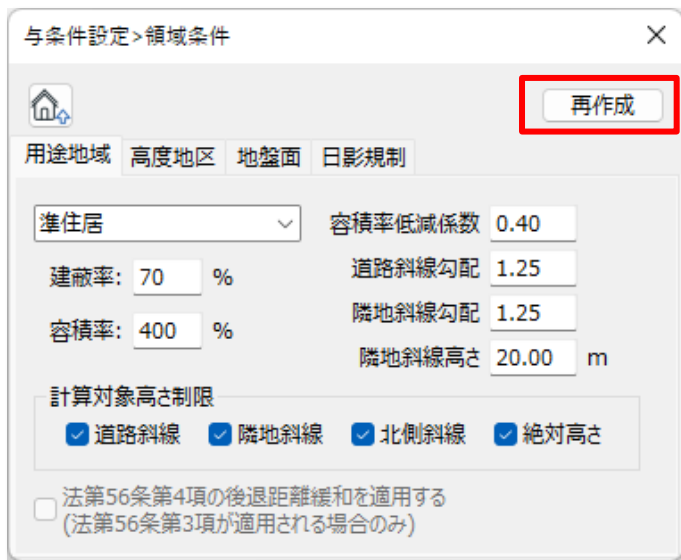 与条件設定>領域条件
再作成
用途地域 高度地区 地盤面 日影規制
準住居 容積率低減係数 0.40
建蔽率: 70 % 道路斜線勾配 1.25
容積率: 400 % 隣地斜線勾配 1.25
隣地斜線高さ 20.00 m
計算対象高さ制限
道路斜線 隣地斜線 北側斜線 絶対高さ
法第56条第4項の後退距離緩和を適用する
(法第56条第3項が適用される場合のみ)